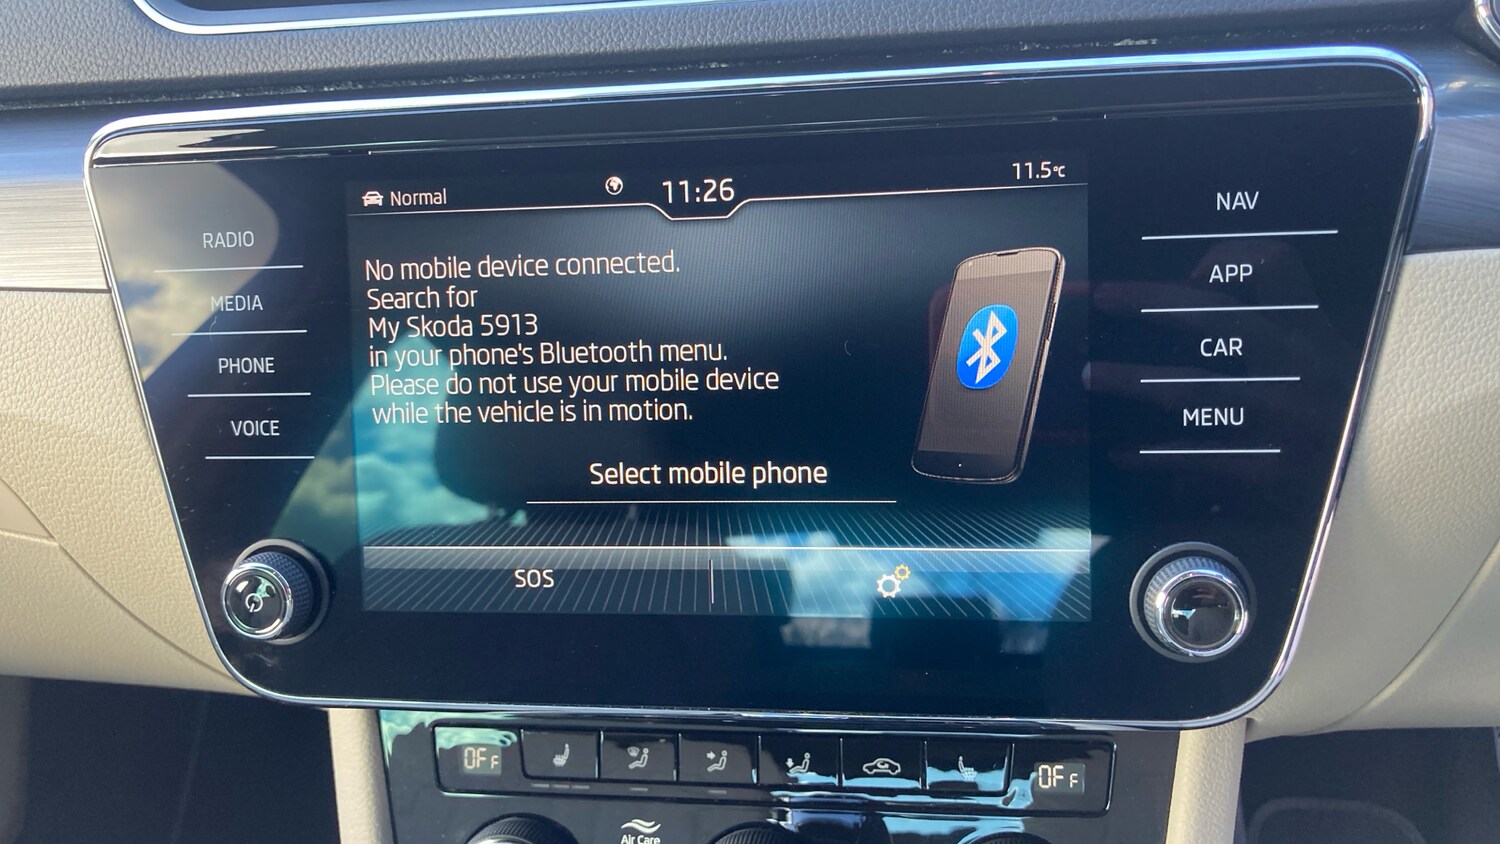 Normal
11:26
11.5°C
RADIO
MEDIA
PHONE
VOICE
No mobile device connected.
Search for
My Skoda 5913
in your phone's Bluetooth menu.
Please do not use your mobile device
while the vehicle is in motion.
Select mobile phone
SOS
NAV
APP
CAR
MENU
OFF
OFF
Air Care